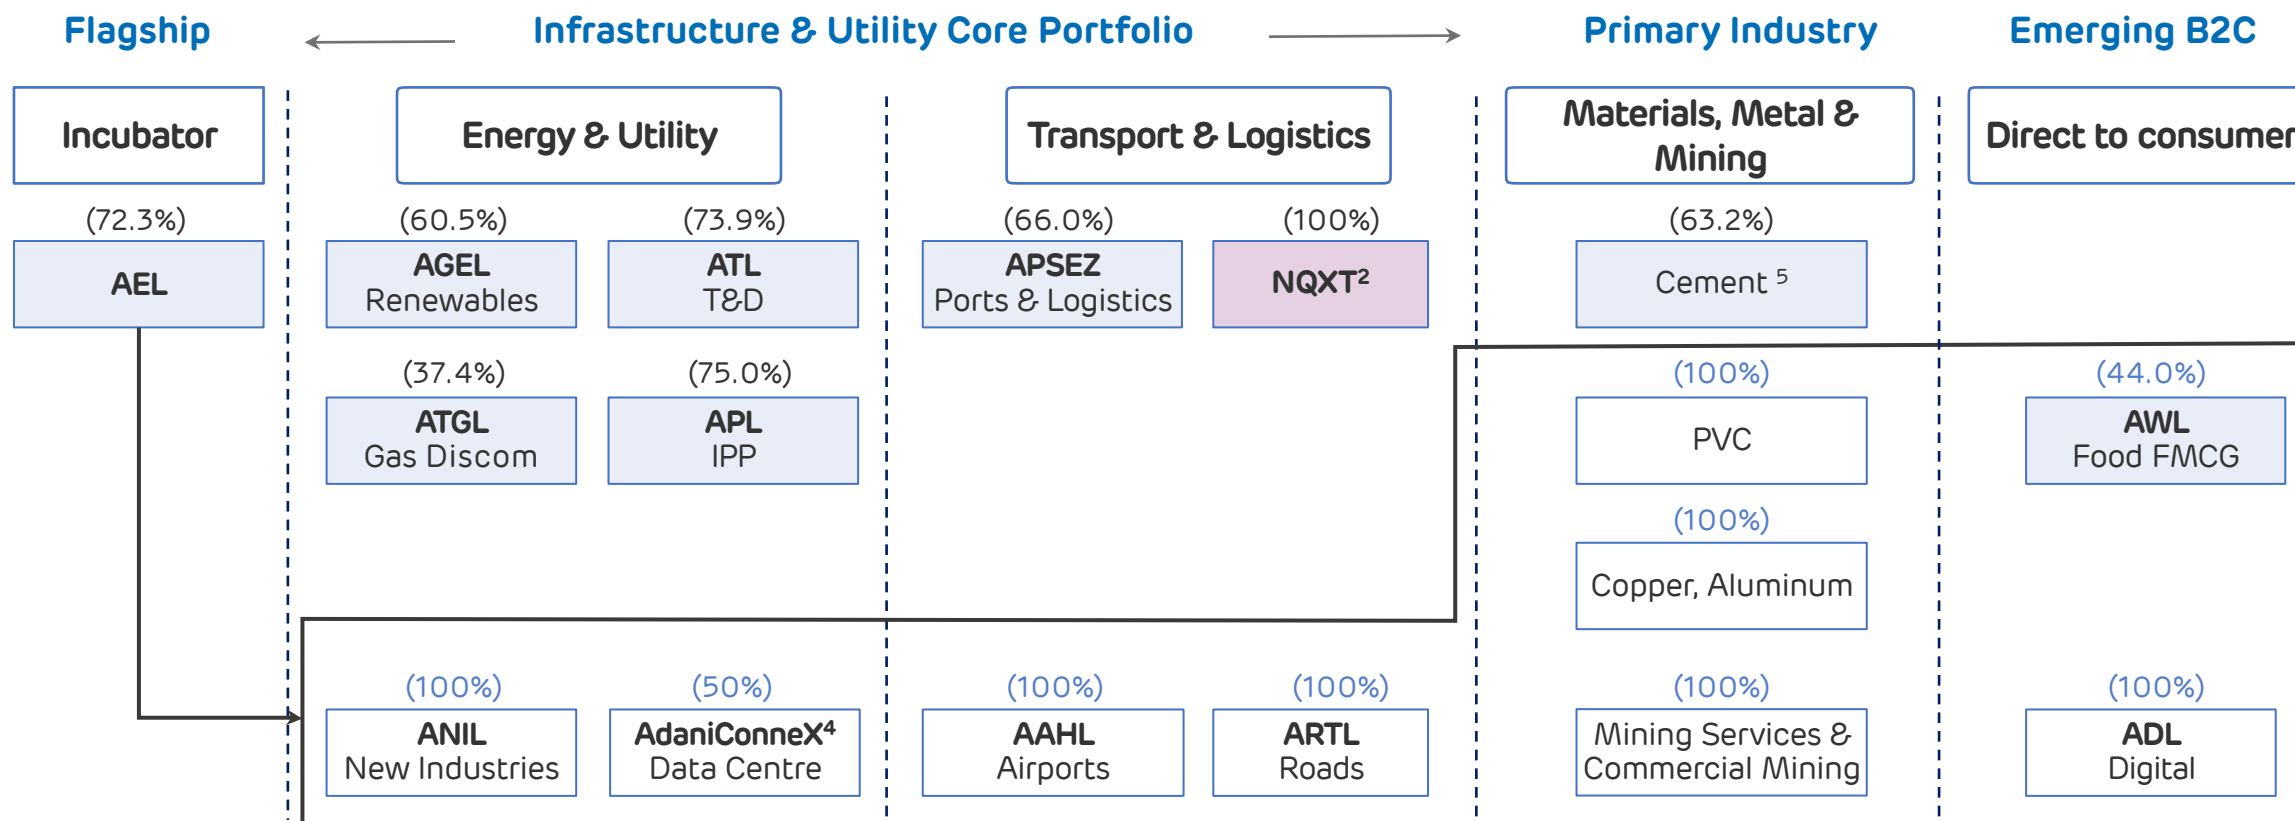 Flagship
Infrastructure & Utility Core Portfolio
Primary Industry
Emerging B2C
Incubator
Energy & Utility
Transport & Logistics
Materials, Metal &
Mining
Direct to consumer
(72.3%)
(60.5%)
(73.9%)
(66.0%)
(100%)
(63.2%)
AEL
AGEL
Renewables
ATL
T&D
APSEZ
Ports & Logistics
NQXT²
Cement ⁵
(37.4%)
(75.0%)
(100%)
(44.0%)
ATGL
Gas Discom
APL
IPP
PVC
AWL
Food FMCG
(100%)
Copper, Aluminum
(100%)
(50%)
(100%)
(100%)
(100%)
(100%)
ANIL
New Industries
AdaniConneX⁴
Data Centre
AAHL
Airports
ARTL
Roads
Mining Services &
Commercial Mining
ADL
Digital